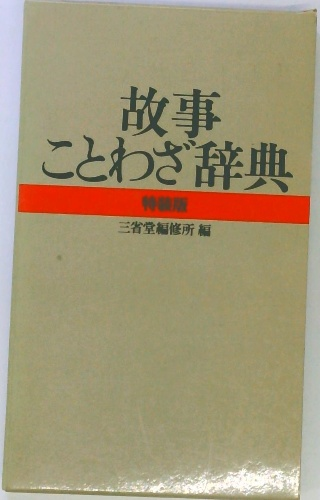 故事
ことわざ辞典
特装版
三省堂編修所 編